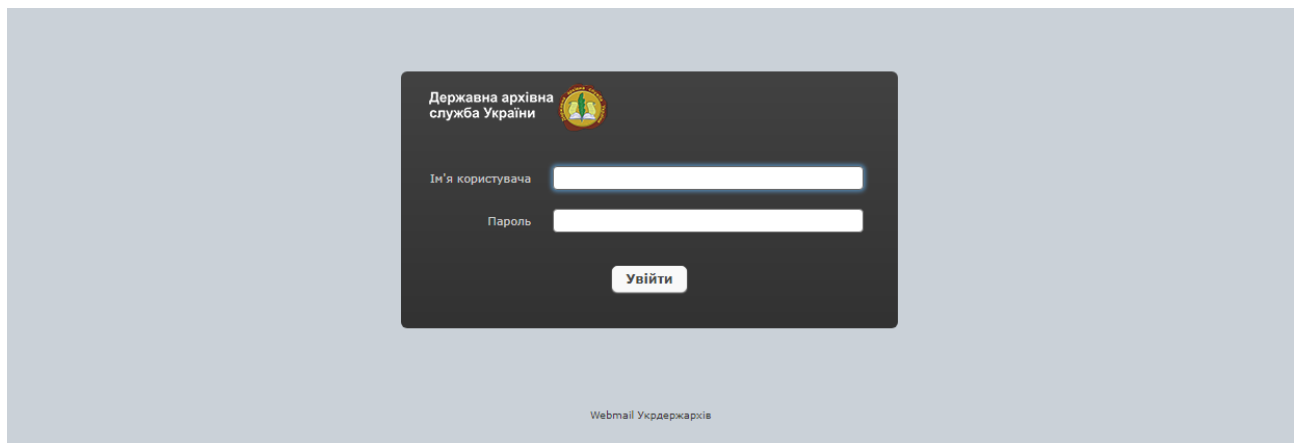 Державна архівна
служба України
Ім'я користувача
Пароль
Увійти
Webmail Укрдержархів